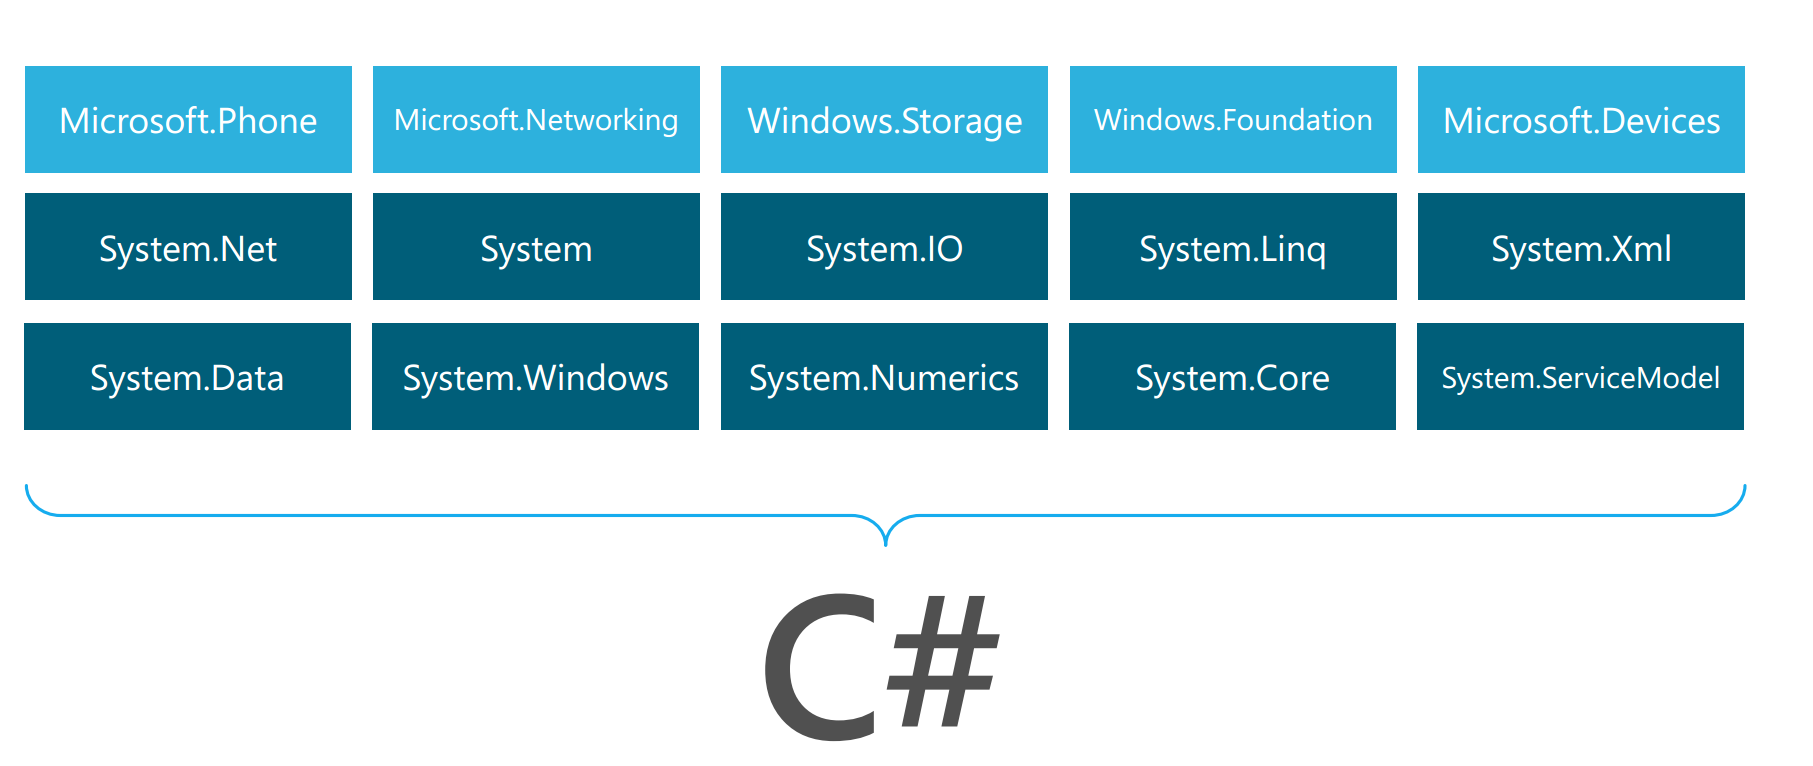 Microsoft.Phone
Microsoft.Networking
Windows.Storage
Windows.Foundation
Microsoft.Devices
System.Net
System
System.IO
System.Linq
System.Xml
System.Data
System.Windows
System.Numerics
System.Core
System.ServiceModel
C#